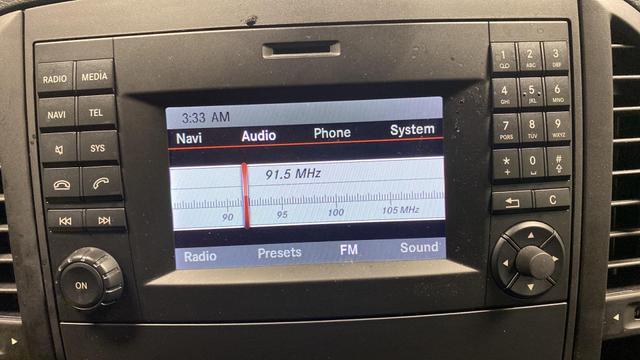 RADIO MEDIA
NAVI TEL
SYS
ON
3:33 AM
Navi Audio Phone System
91.5 MHz
90 95 100 105 MHz
Radio Presets FM Sound
1 2 ABC 3 DEF
4 GHI 5 JKL 6 MNO
7 PQRS 8 TUV 9 WXYZ
* 0 #
+
C